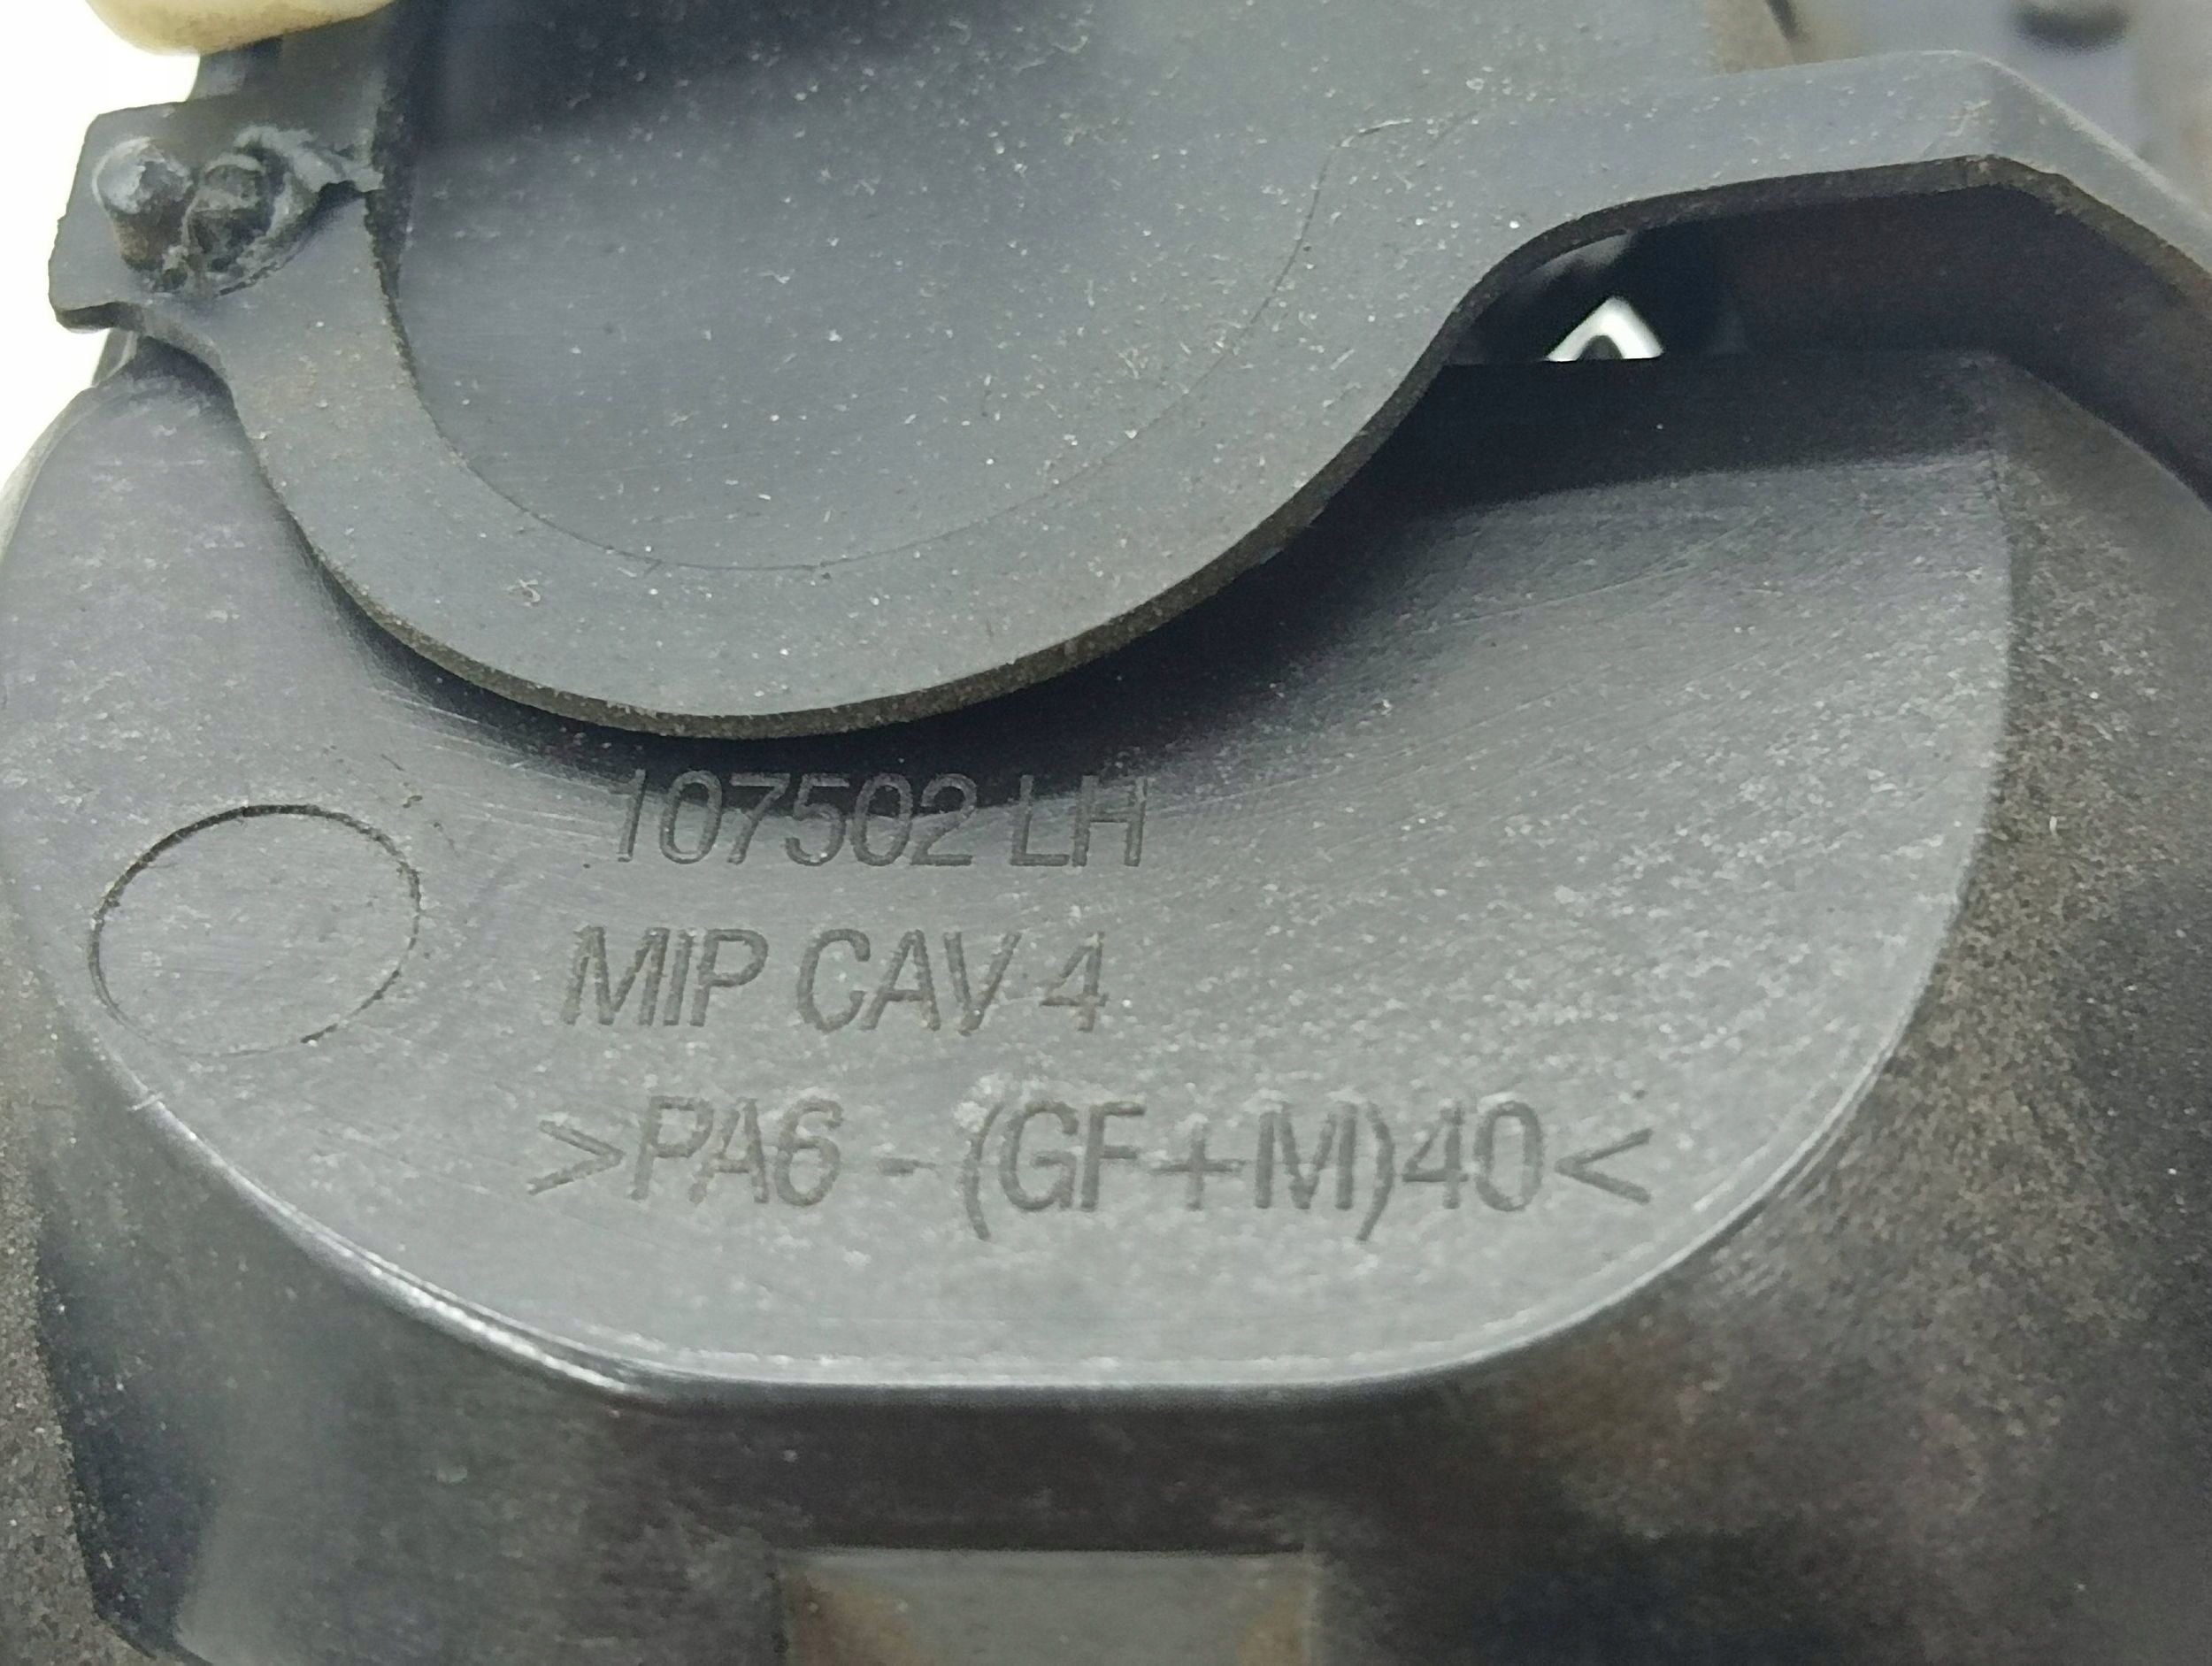 107502 LH
MIP CAV 4
>PA6 - (GF+M)40<